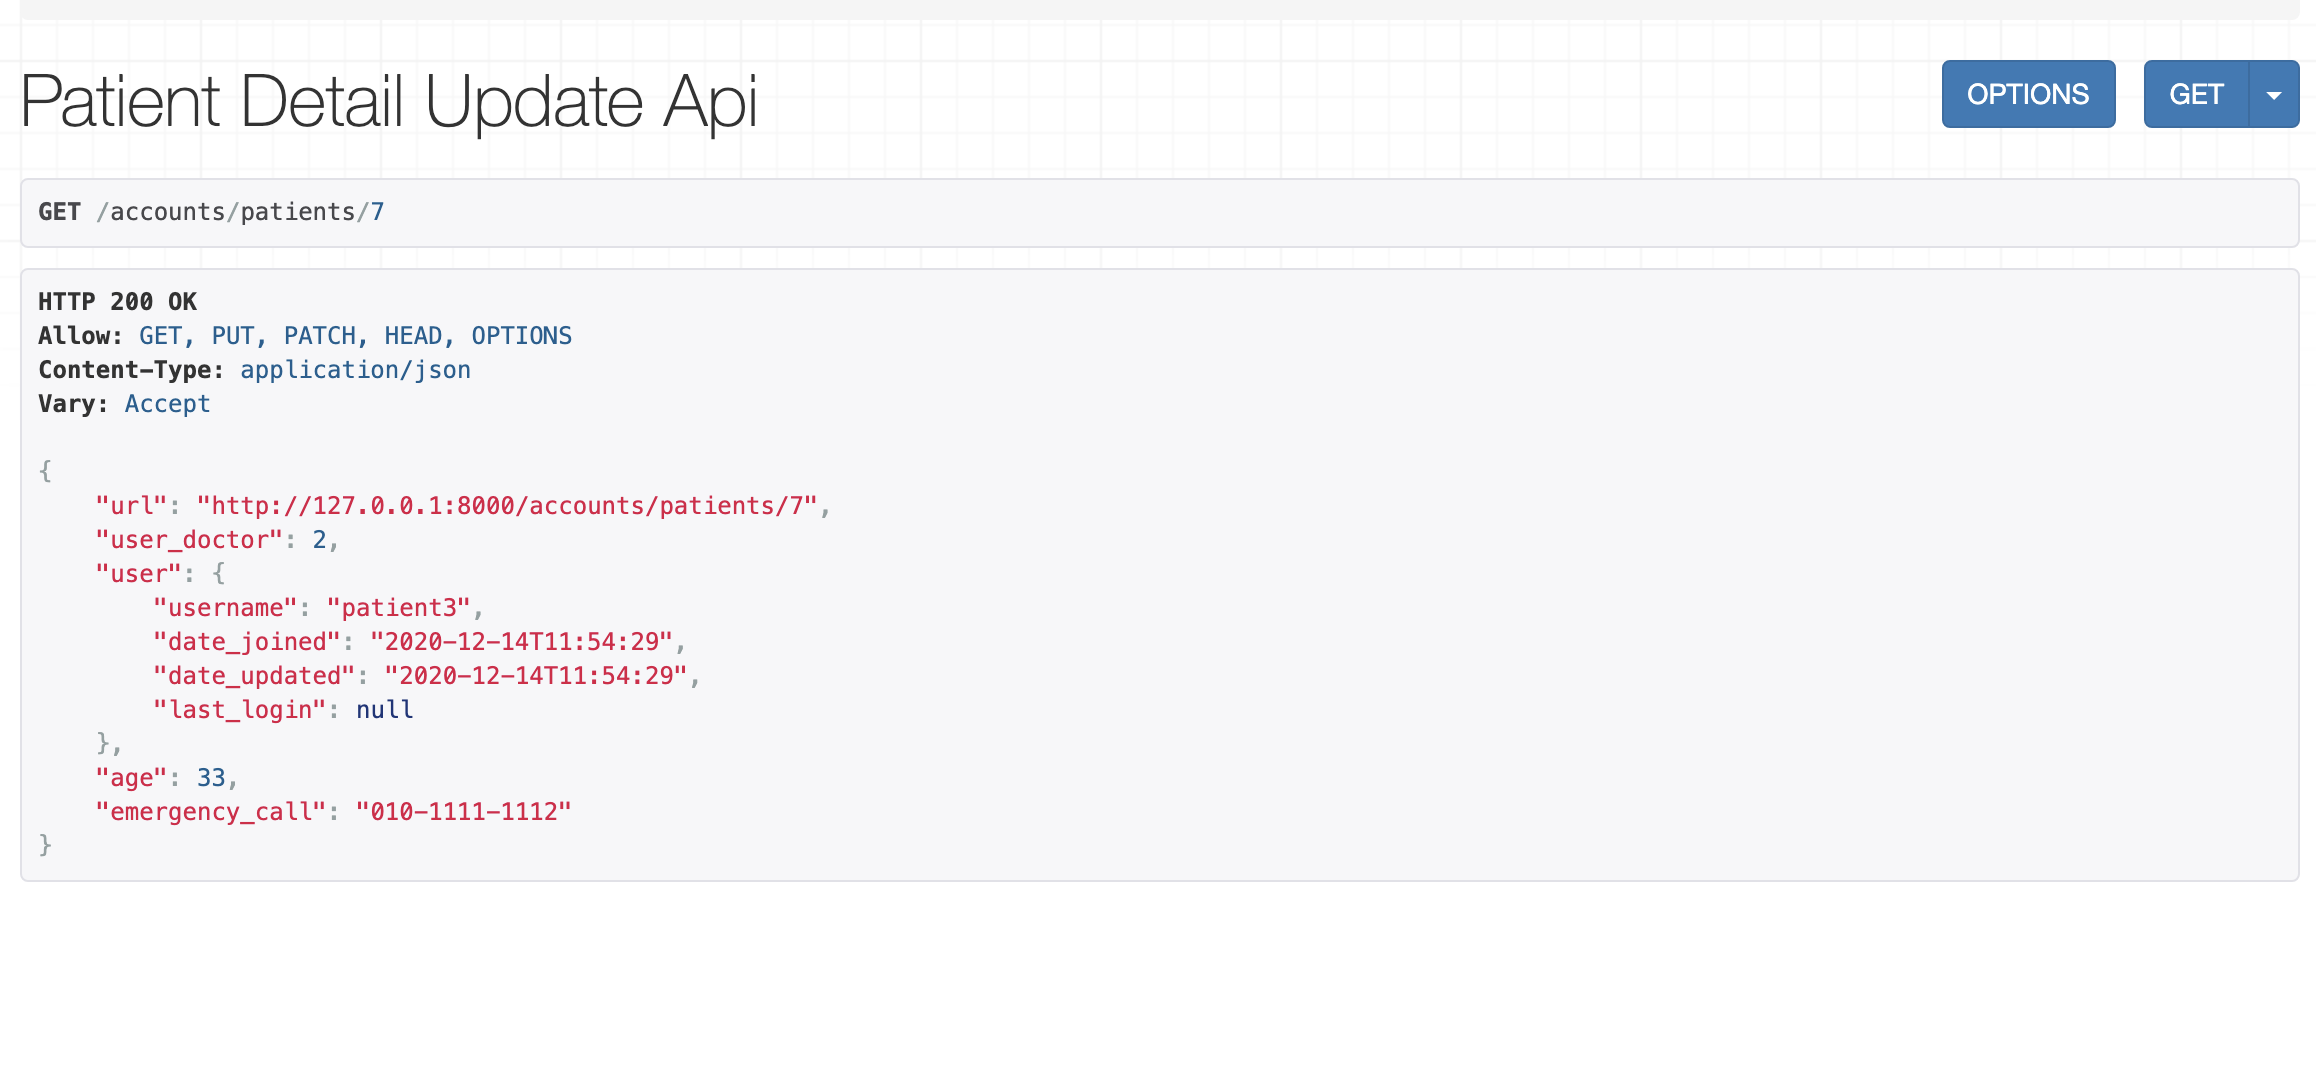 Patient Detail Update Api
OPTIONS
GET
GET /accounts/patients/7
HTTP 200 OK
Allow: GET, PUT, PATCH, HEAD, OPTIONS
Content-Type: application/json
Vary: Accept
{
    "url": "http://127.0.0.1:8000/accounts/patients/7",
    "user_doctor": 2,
    "user": {
        "username": "patient3",
        "date_joined": "2020-12-14T11:54:29",
        "date_updated": "2020-12-14T11:54:29",
        "last_login": null
    },
    "age": 33,
    "emergency_call": "010-1111-1112"
}